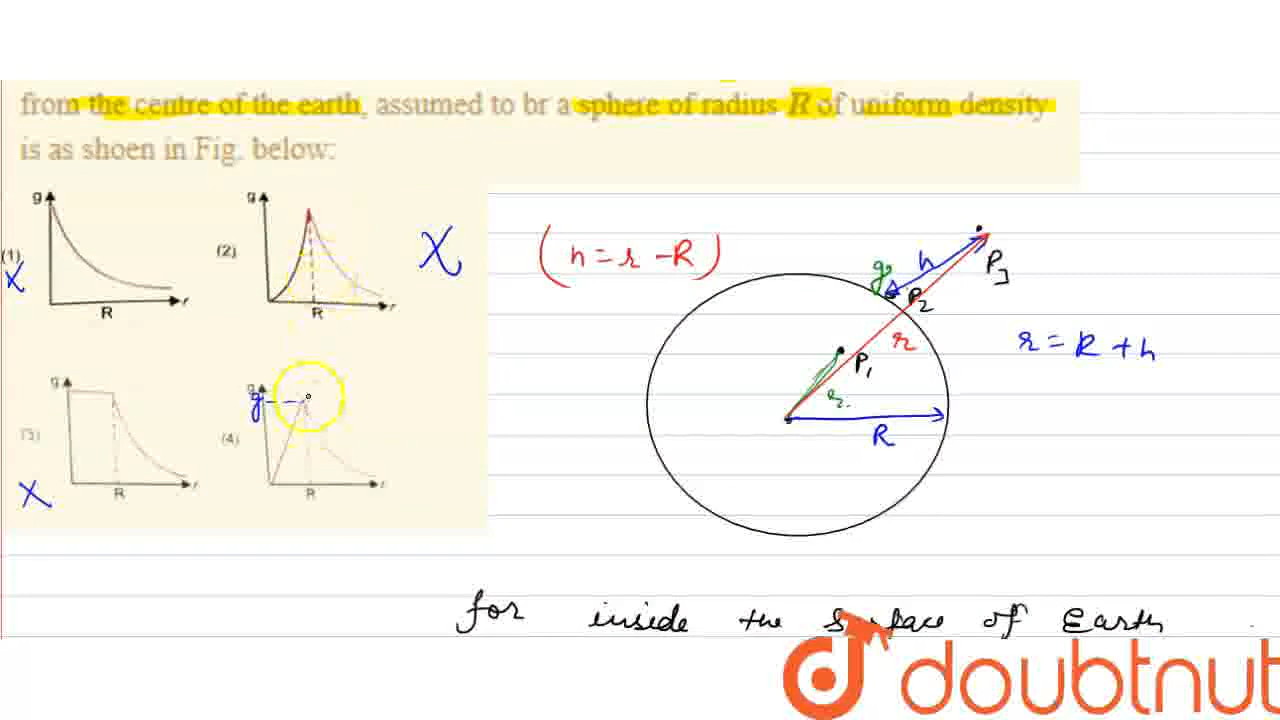 from the centre of the earth, assumed to br a sphere of radius R of uniform density
is as shoen in Fig. below:
g
(1)
X
R
r
g
(2)
R
r
X
(h = r - R)
g
h
P3
P2
r
r = R + h
P1
r
R
g
(3)
X
R
r
g
g
(4)
R
r
for inside the surface of Earth
doubtnut